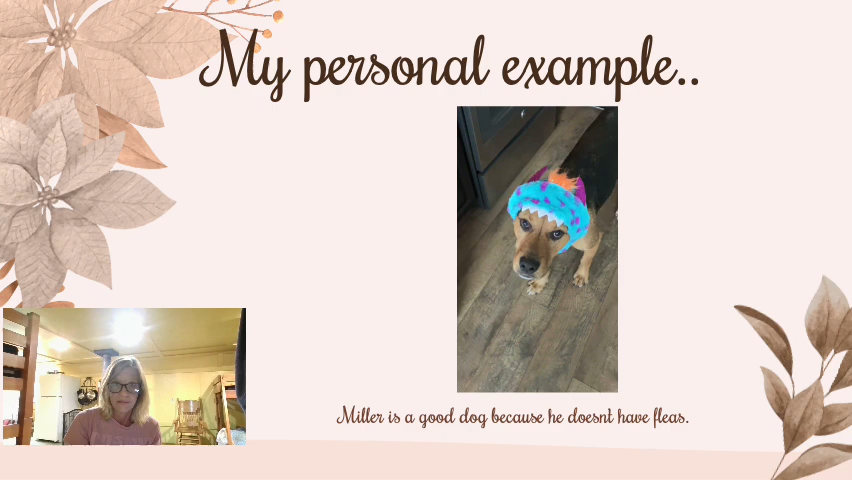 My personal example..
Miller is a good dog because he doesnt have fleas.